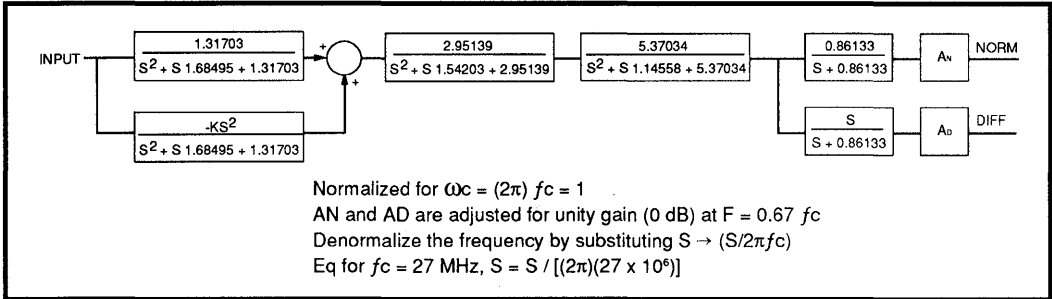 INPUT
1.31703
S² + S 1.68495 + 1.31703
+
+
-KS²
S² + S 1.68495 + 1.31703
2.95139
S² + S 1.54203 + 2.95139
5.37034
S² + S 1.14558 + 5.37034
0.86133
S + 0.86133
AN
NORM
S
S + 0.86133
AD
DIFF
Normalized for ωc = (2π) fc = 1
AN and AD are adjusted for unity gain (0 dB) at F = 0.67 fc
Denormalize the frequency by substituting S → (S/2πfc)
Eq for fc = 27 MHz, S = S / [(2π)(27 x 10⁶)]